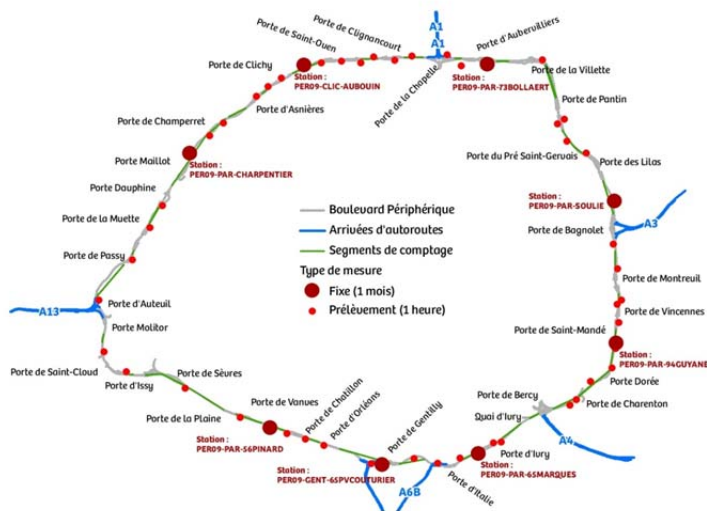 A1
A1
Porte de Clignancourt
Porte de Saint-Ouen
Porte d'Aubervilliers
Porte de Clichy
Station :
PER09-CLIC-AUBOUIN
Porte de la Chapelle
Station :
PER09-PAR-73BOLLAERT
Porte de la Villette
Porte d'Asnières
Porte de Pantin
Porte de Champerret
Porte Maillot
Porte du Pré Saint-Gervais
Porte des Lilas
Station :
PER09-PAR-CHARPENTIER
Porte Dauphine
Station :
PER09-PAR-SOULIE
Porte de la Muette
Boulevard Périphérique
Arrivées d'autoroutes
Segments de comptage
Type de mesure
Fixe (1 mois)
Prélèvement (1 heure)
Porte de Bagnolet
A3
Porte de Passy
Porte de Montreuil
Porte d'Auteuil
A13
Porte Molitor
Porte de Vincennes
Porte de Saint-Mandé
Station :
PER09-PAR-94GUYANE
Porte de Saint-Cloud
Porte d'Issy
Porte de Sèvres
Porte Dorée
Porte de Charenton
Porte de Bercy
Quai d'Ivry
A4
Porte de Vanves
Porte de Chatillon
Porte d'Orléans
Porte de la Plaine
Station :
PER09-PAR-56PINARD
Porte de Gentilly
Porte d'Ivry
Station :
PER09-GENT-65PVCOUTURIER
Station :
PER09-PAR-65MARQUES
Porte d'Italie
A6B